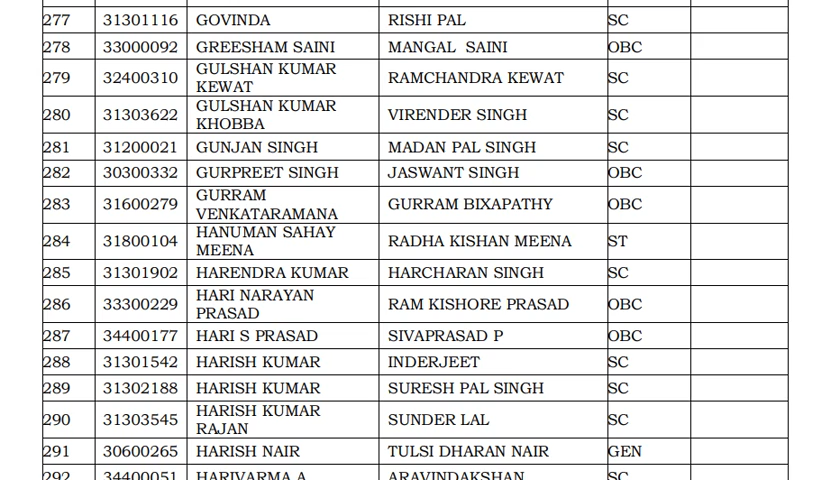 277 31301116 GOVINDA RISHI PAL SC
278 33000092 GREESHAM SAINI MANGAL  SAINI OBC
279 32400310 GULSHAN KUMAR KEWAT RAMCHANDRA KEWAT SC
280 31303622 GULSHAN KUMAR KHOBBA VIRENDER SINGH SC
281 31200021 GUNJAN SINGH MADAN PAL SINGH SC
282 30300332 GURPREET SINGH JASWANT SINGH OBC
283 31600279 GURRAM VENKATARAMANA GURRAM BIXAPATHY OBC
284 31800104 HANUMAN SAHAY MEENA RADHA KISHAN MEENA ST
285 31301902 HARENDRA KUMAR HARCHARAN SINGH SC
286 33300229 HARI NARAYAN PRASAD RAM KISHORE PRASAD OBC
287 34400177 HARI S PRASAD SIVAPRASAD P OBC
288 31301542 HARISH KUMAR INDERJEET SC
289 31302188 HARISH KUMAR SURESH PAL SINGH SC
290 31303545 HARISH KUMAR RAJAN SUNDER LAL SC
291 30600265 HARISH NAIR TULSI DHARAN NAIR GEN
292 34400051 HARIVARMA A ARAVINDAKSHAN SC